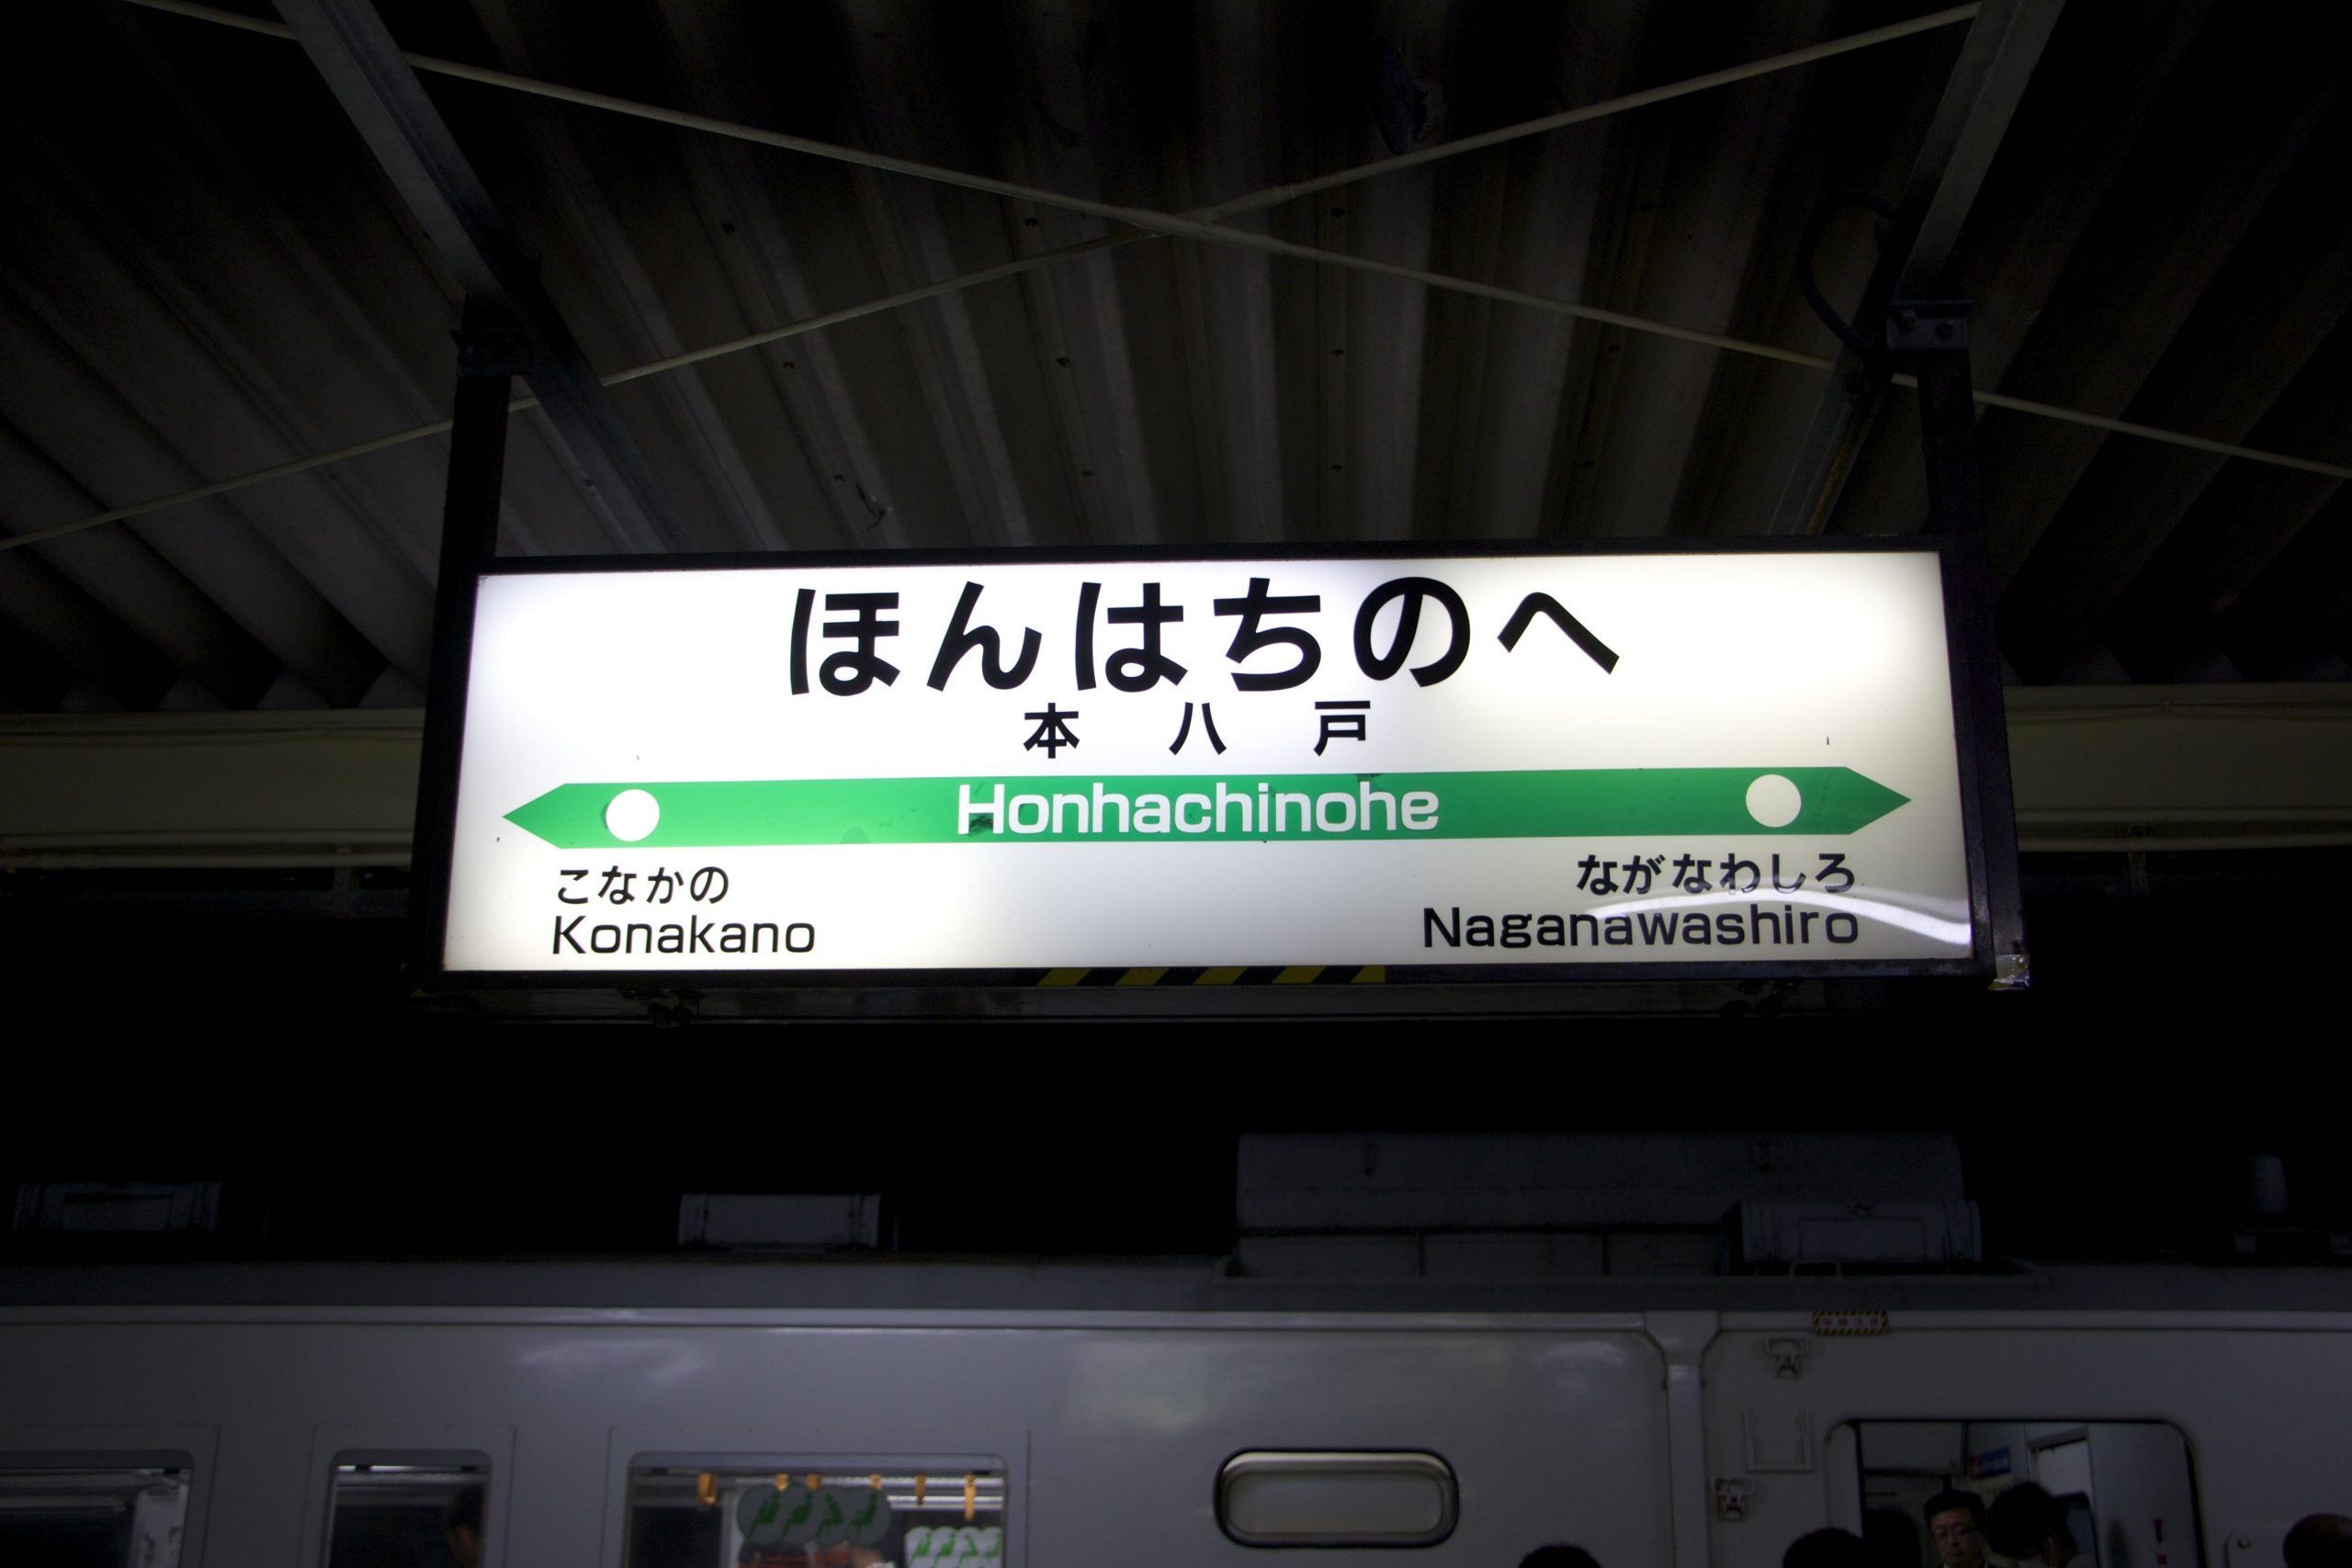 ほんはちのへ
本八戸
Honhachinohe
こなかの
Konakano
ながなわしろ
Naganawashiro